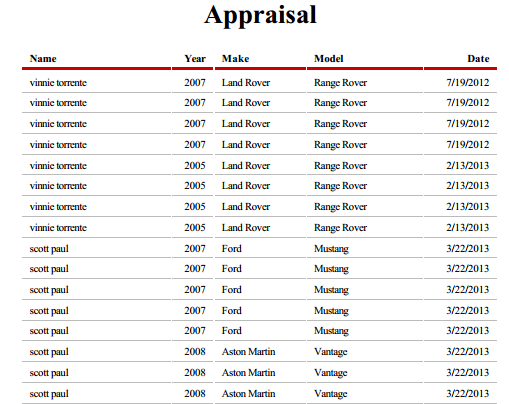 Appraisal
Name Year Make Model Date
vinnie torrente 2007 Land Rover Range Rover 7/19/2012
vinnie torrente 2007 Land Rover Range Rover 7/19/2012
vinnie torrente 2007 Land Rover Range Rover 7/19/2012
vinnie torrente 2007 Land Rover Range Rover 7/19/2012
vinnie torrente 2005 Land Rover Range Rover 2/13/2013
vinnie torrente 2005 Land Rover Range Rover 2/13/2013
vinnie torrente 2005 Land Rover Range Rover 2/13/2013
vinnie torrente 2005 Land Rover Range Rover 2/13/2013
scott paul 2007 Ford Mustang 3/22/2013
scott paul 2007 Ford Mustang 3/22/2013
scott paul 2007 Ford Mustang 3/22/2013
scott paul 2007 Ford Mustang 3/22/2013
scott paul 2007 Ford Mustang 3/22/2013
scott paul 2008 Aston Martin Vantage 3/22/2013
scott paul 2008 Aston Martin Vantage 3/22/2013
scott paul 2008 Aston Martin Vantage 3/22/2013